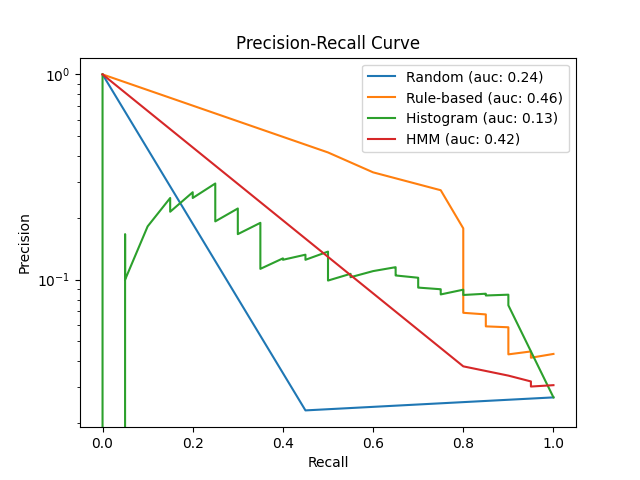 Precision-Recall Curve
Random (auc: 0.24)
Rule-based (auc: 0.46)
Histogram (auc: 0.13)
HMM (auc: 0.42)
Precision
10⁰
10⁻¹
0.0 0.2 0.4 0.6 0.8 1.0
Recall